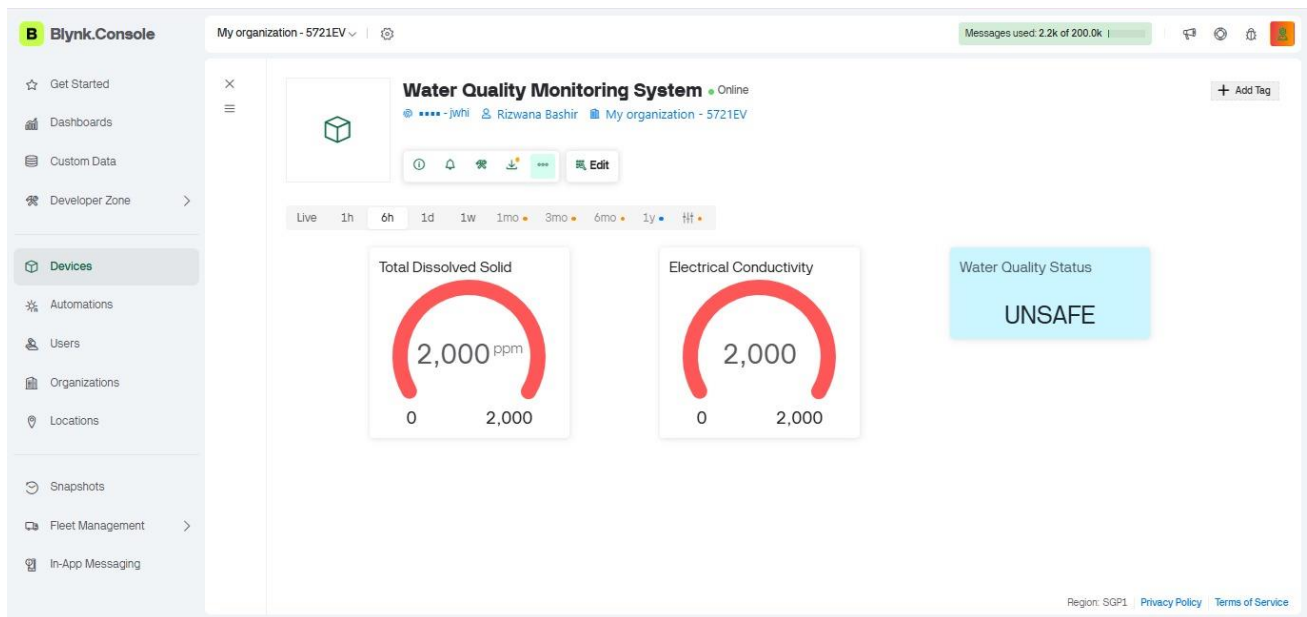 B Blynk.Console
My organization - 5721EV
Messages used: 2.2k of 200.0k
Get Started
Dashboards
Custom Data
Developer Zone
Devices
Automations
Users
Organizations
Locations
Snapshots
Fleet Management
In-App Messaging
Water Quality Monitoring System Online
- jwhi Rizwana Bashir My organization - 5721EV
Add Tag
Edit
Live 1h 6h 1d 1w 1mo 3mo 6mo 1y
Total Dissolved Solid
2,000 ppm
0 2,000
Electrical Conductivity
2,000
0 2,000
Water Quality Status
UNSAFE
Region: SGP1 Privacy Policy Terms of Service